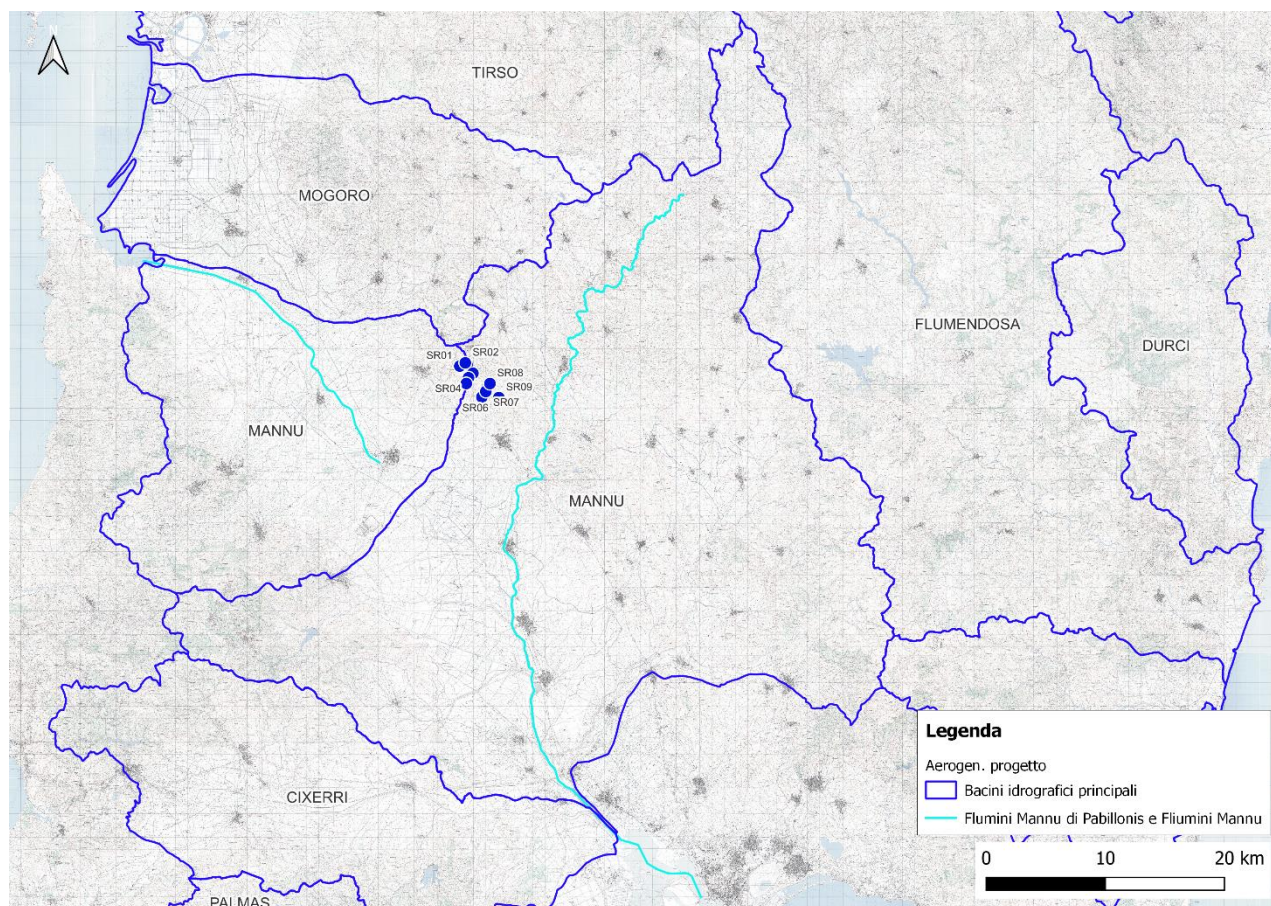 TIRSO
MOGORO
FLUMENDOSA
DURCI
SR01
SR02
SR08
SR04
SR09
SR06
SR07
MANNU
MANNU
CIXERRI
PALMAS
Legenda
Aerogen. progetto
Bacini idrografici principali
Flumini Mannu di Pabillonis e Fliumini Mannu
0 10 20 km